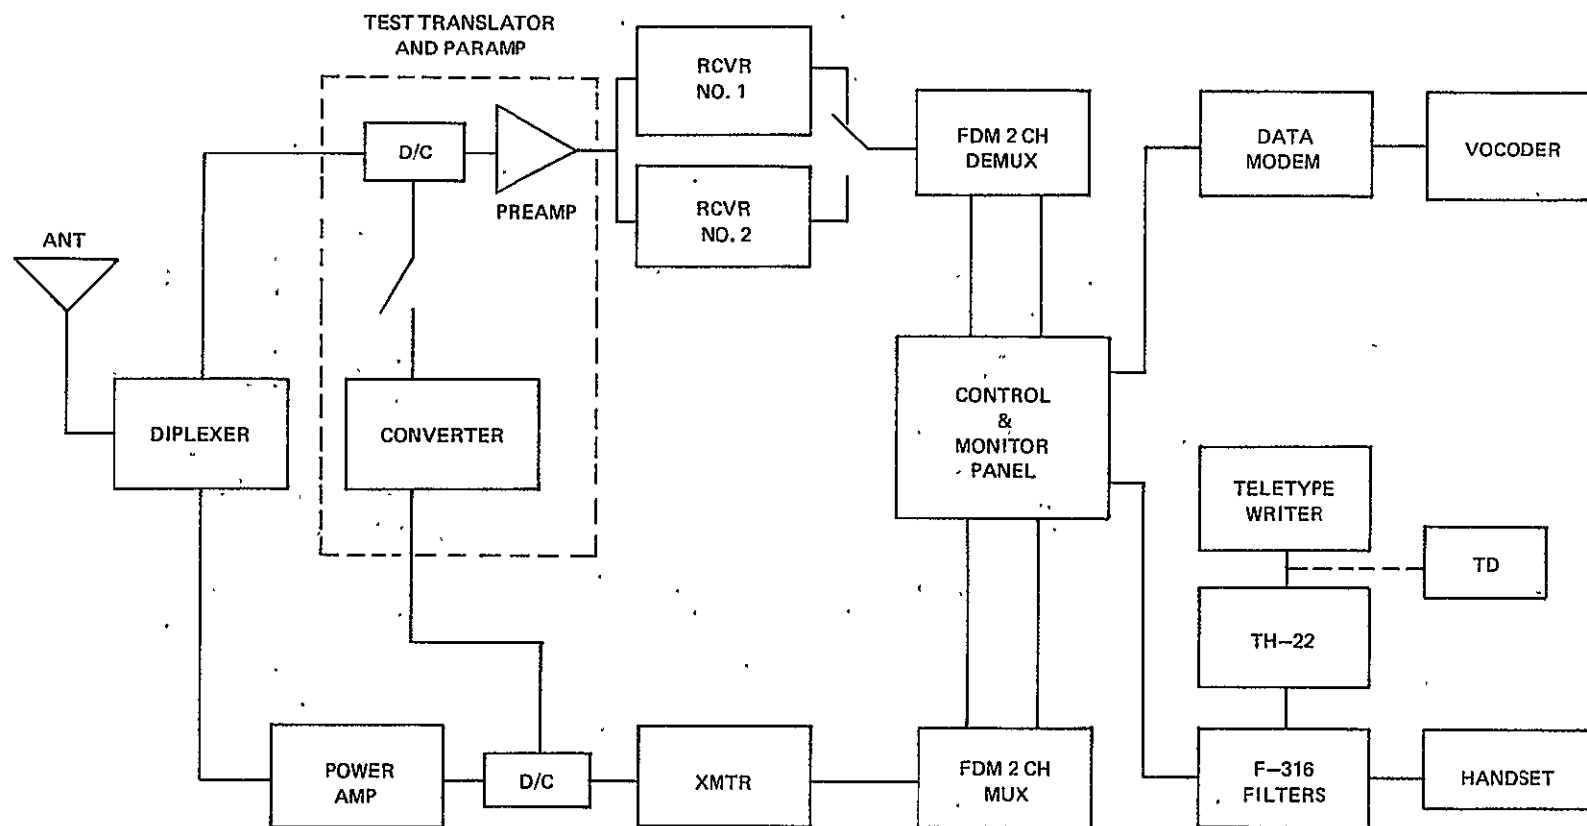 TEST TRANSLATOR
AND PARAMP
RCVR
NO. 1
D/C
PREAMP
RCVR
NO. 2
FDM 2 CH
DEMUX
DATA
MODEM
VOCODER
ANT
DIPLEXER
CONVERTER
CONTROL
&
MONITOR
PANEL
TELETYPE
WRITER
TD
TH-22
POWER
AMP
D/C
XMTR
FDM 2 CH
MUX
F-316
FILTERS
HANDSET